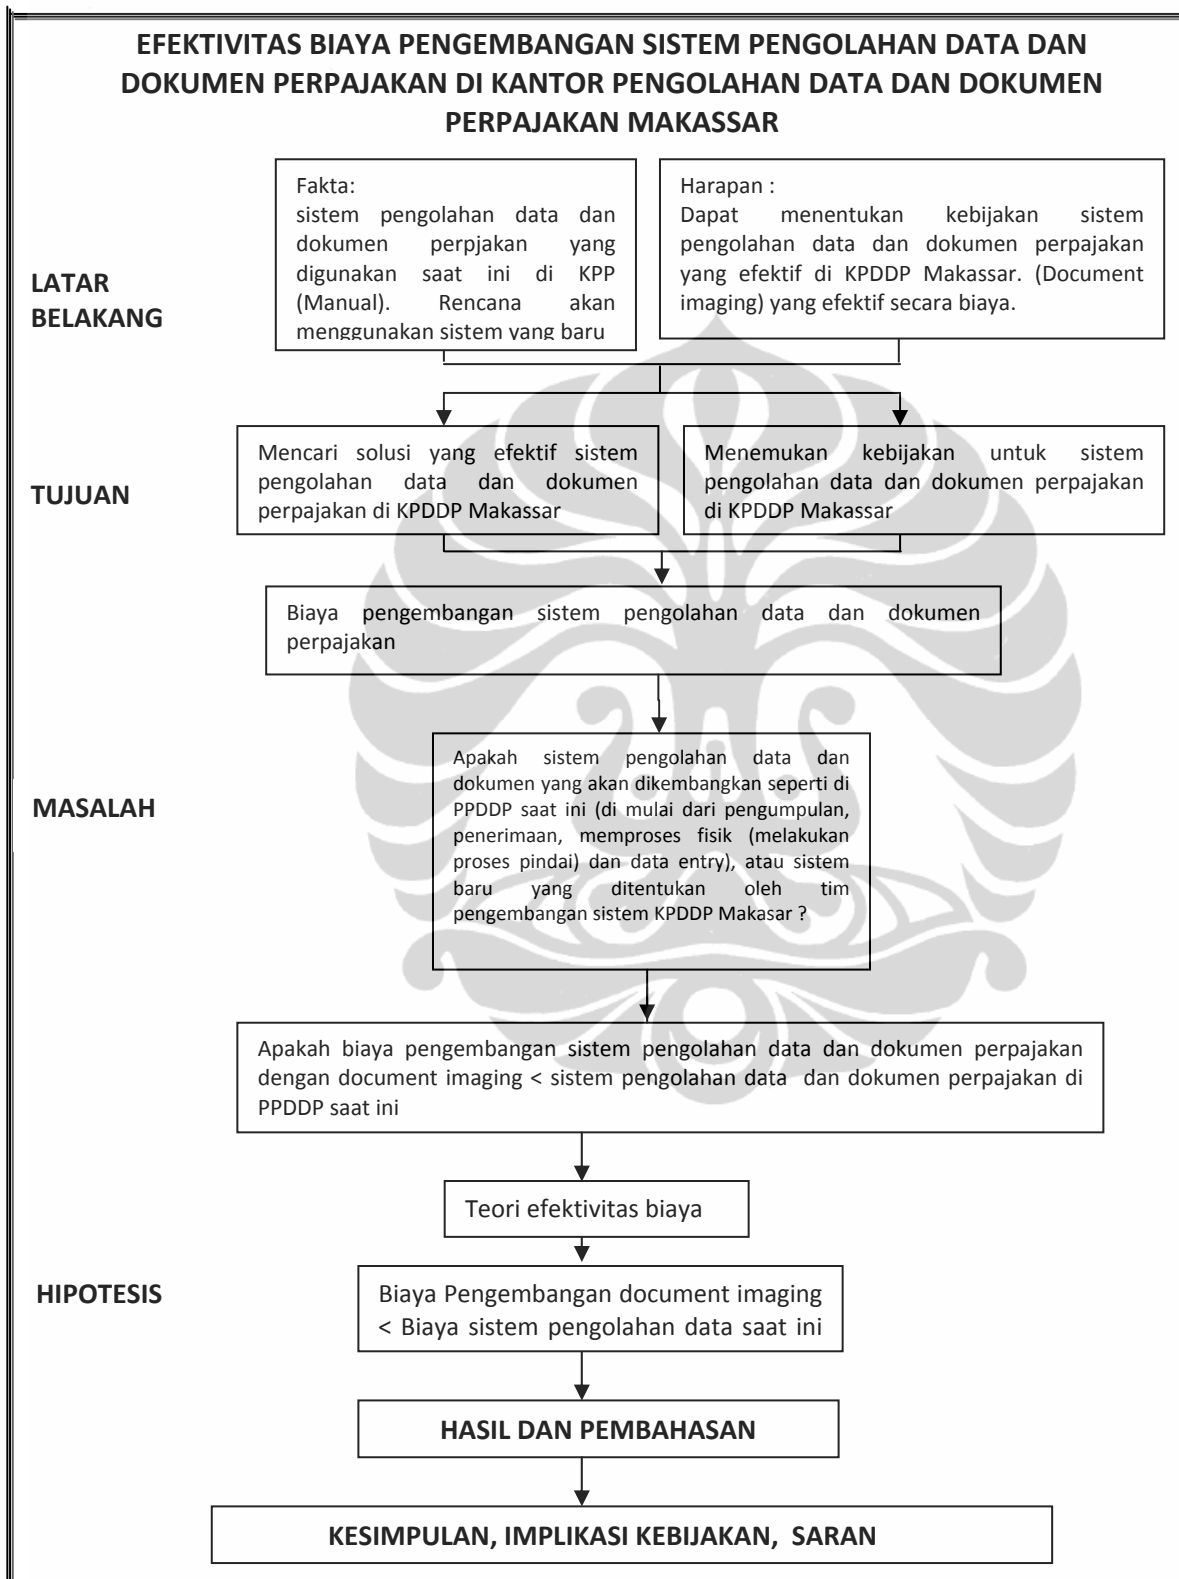 EFEKTIVITAS BIAYA PENGEMBANGAN SISTEM PENGOLAHAN DATA DAN
DOKUMEN PERPAJAKAN DI KANTOR PENGOLAHAN DATA DAN DOKUMEN
PERPAJAKAN MAKASSAR
LATAR
BELAKANG
Fakta:
sistem pengolahan data dan
dokumen perpjakan yang
digunakan saat ini di KPP
(Manual). Rencana akan
menggunakan sistem yang baru
Harapan :
Dapat menentukan kebijakan sistem
pengolahan data dan dokumen perpajakan
yang efektif di KPDDP Makassar. (Document
imaging) yang efektif secara biaya.
TUJUAN
Mencari solusi yang efektif sistem
pengolahan data dan dokumen
perpajakan di KPDDP Makassar
Menemukan kebijakan untuk sistem
pengolahan data dan dokumen perpajakan
di KPDDP Makassar
Biaya pengembangan sistem pengolahan data dan dokumen
perpajakan
MASALAH
Apakah sistem pengolahan data dan
dokumen yang akan dikembangkan seperti di
PPDDP saat ini (di mulai dari pengumpulan,
penerimaan, memproses fisik (melakukan
proses pindai) dan data entry), atau sistem
baru yang ditentukan oleh tim
pengembangan sistem KPDDP Makasar ?
Apakah biaya pengembangan sistem pengolahan data dan dokumen perpajakan
dengan document imaging < sistem pengolahan data dan dokumen perpajakan di
PPDDP saat ini
Teori efektivitas biaya
HIPOTESIS
Biaya Pengembangan document imaging
< Biaya sistem pengolahan data saat ini
HASIL DAN PEMBAHASAN
KESIMPULAN, IMPLIKASI KEBIJAKAN, SARAN